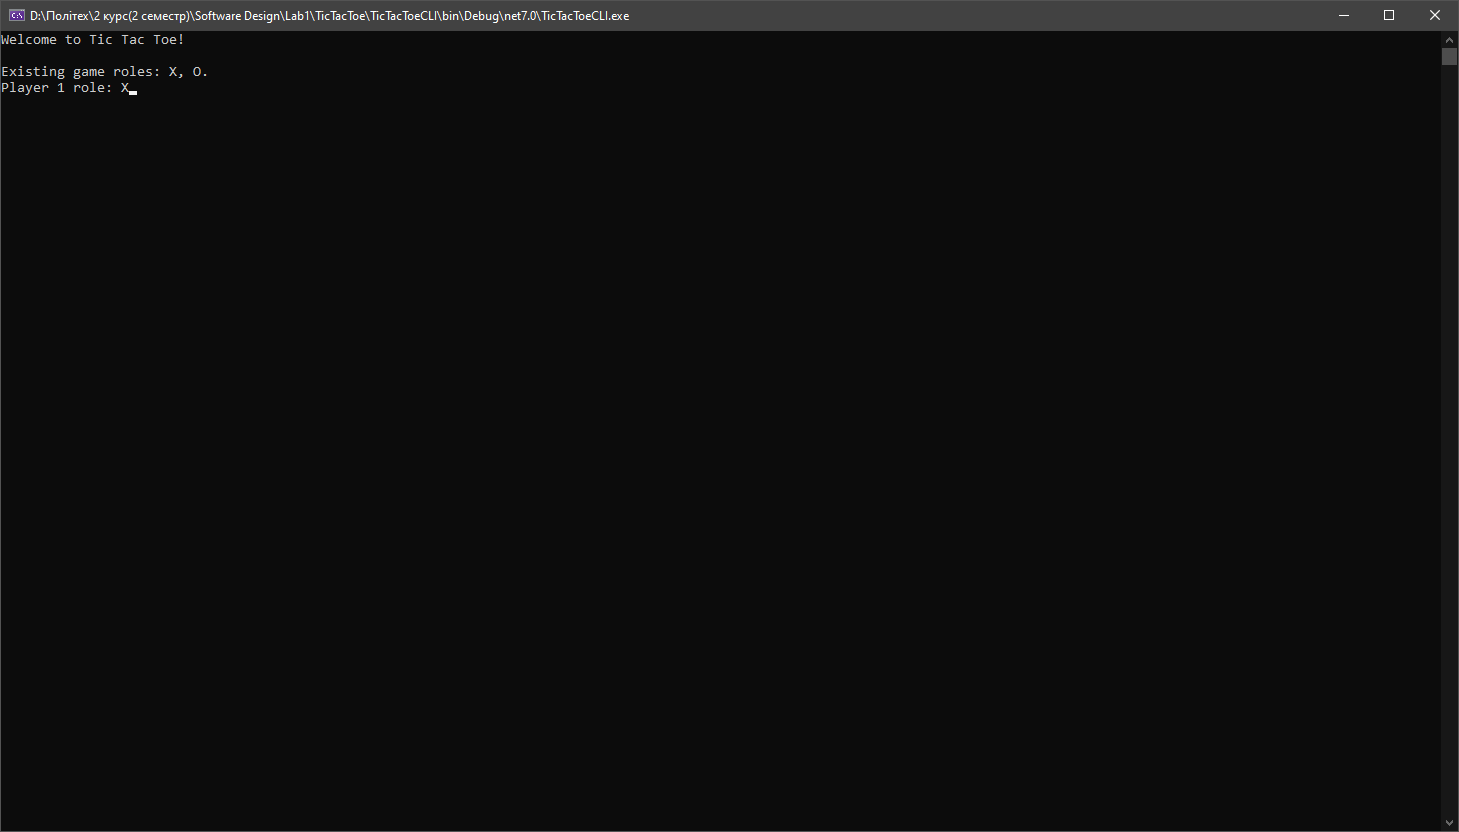 D:\Політех\2 курс(2 семестр)\Software Design\Lab1\TicTacToe\TicTacToeCLI\bin\Debug\net7.0\TicTacToeCLI.exe
Welcome to Tic Tac Toe!
Existing game roles: X, O.
Player 1 role: X